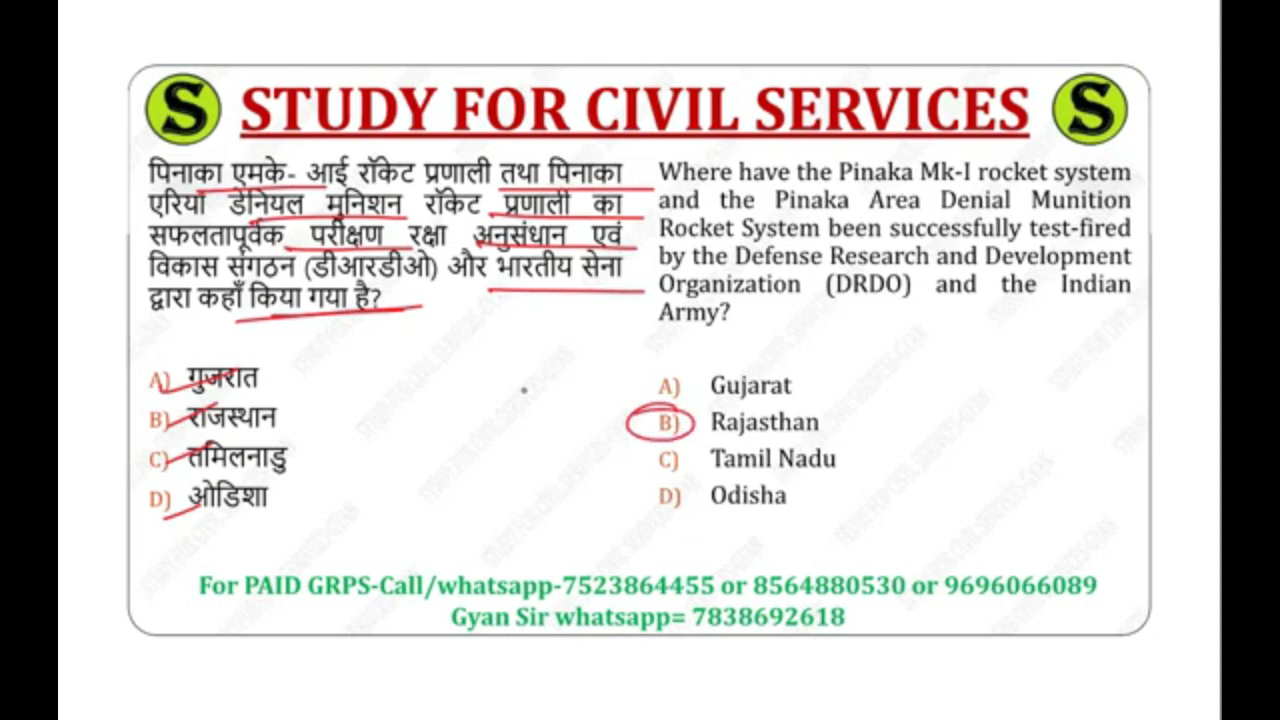 S STUDY FOR CIVIL SERVICES S
पिनाका एमके- आई रॉकेट प्रणाली तथा पिनाका
एरिया डेनियल मुनिशन रॉकेट प्रणाली का
सफलतापूर्वक परीक्षण रक्षा अनुसंधान एवं
विकास संगठन (डीआरडीओ) और भारतीय सेना
द्वारा कहाँ किया गया है?
A) गुजरात
B) राजस्थान
C) तमिलनाडु
D) ओडिशा
Where have the Pinaka Mk-I rocket system
and the Pinaka Area Denial Munition
Rocket System been successfully test-fired
by the Defense Research and Development
Organization (DRDO) and the Indian
Army?
A) Gujarat
B) Rajasthan
C) Tamil Nadu
D) Odisha
For PAID GRPS-Call/whatsapp-7523864455 or 8564880530 or 9696066089
Gyan Sir whatsapp= 7838692618